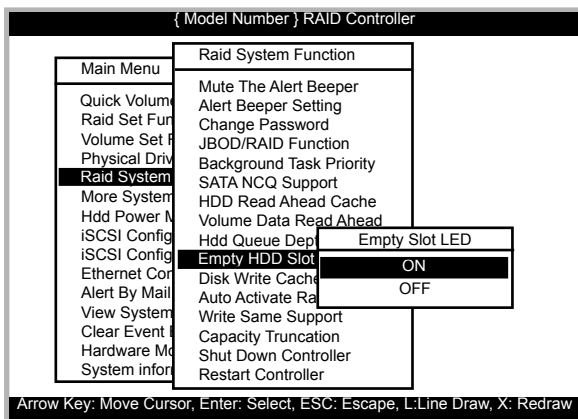 { Model Number } RAID Controller
Main Menu
Quick Volume
Raid Set Fun
Volume Set F
Physical Driv
Raid System
More System
Hdd Power M
iSCSI Config
iSCSI Config
Ethernet Con
Alert By Mail
View System
Clear Event B
Hardware Mo
System infor
Raid System Function
Mute The Alert Beeper
Alert Beeper Setting
Change Password
JBOD/RAID Function
Background Task Priority
SATA NCQ Support
HDD Read Ahead Cache
Volume Data Read Ahead
Hdd Queue Dept
Empty HDD Slot
Disk Write Cache
Auto Activate Ra
Write Same Support
Capacity Truncation
Shut Down Controller
Restart Controller
Empty Slot LED
ON
OFF
Arrow Key: Move Cursor, Enter: Select, ESC: Escape, L:Line Draw, X: Redraw